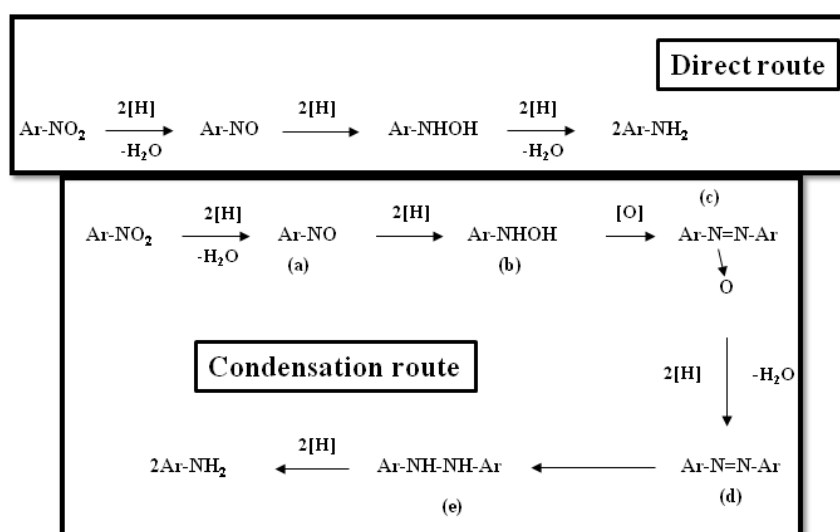 Direct route
2[H] 2[H] 2[H]
Ar-NO₂ Ar-NO Ar-NHOH 2Ar-NH₂
-H₂O -H₂O
(c)
2[H] 2[H] [O]
Ar-NO₂ Ar-NO Ar-NHOH Ar-N=N-Ar
-H₂O (a) (b)
O
Condensation route
2[H] -H₂O
2[H]
2Ar-NH₂ Ar-NH-NH-Ar Ar-N=N-Ar
(e) (d)